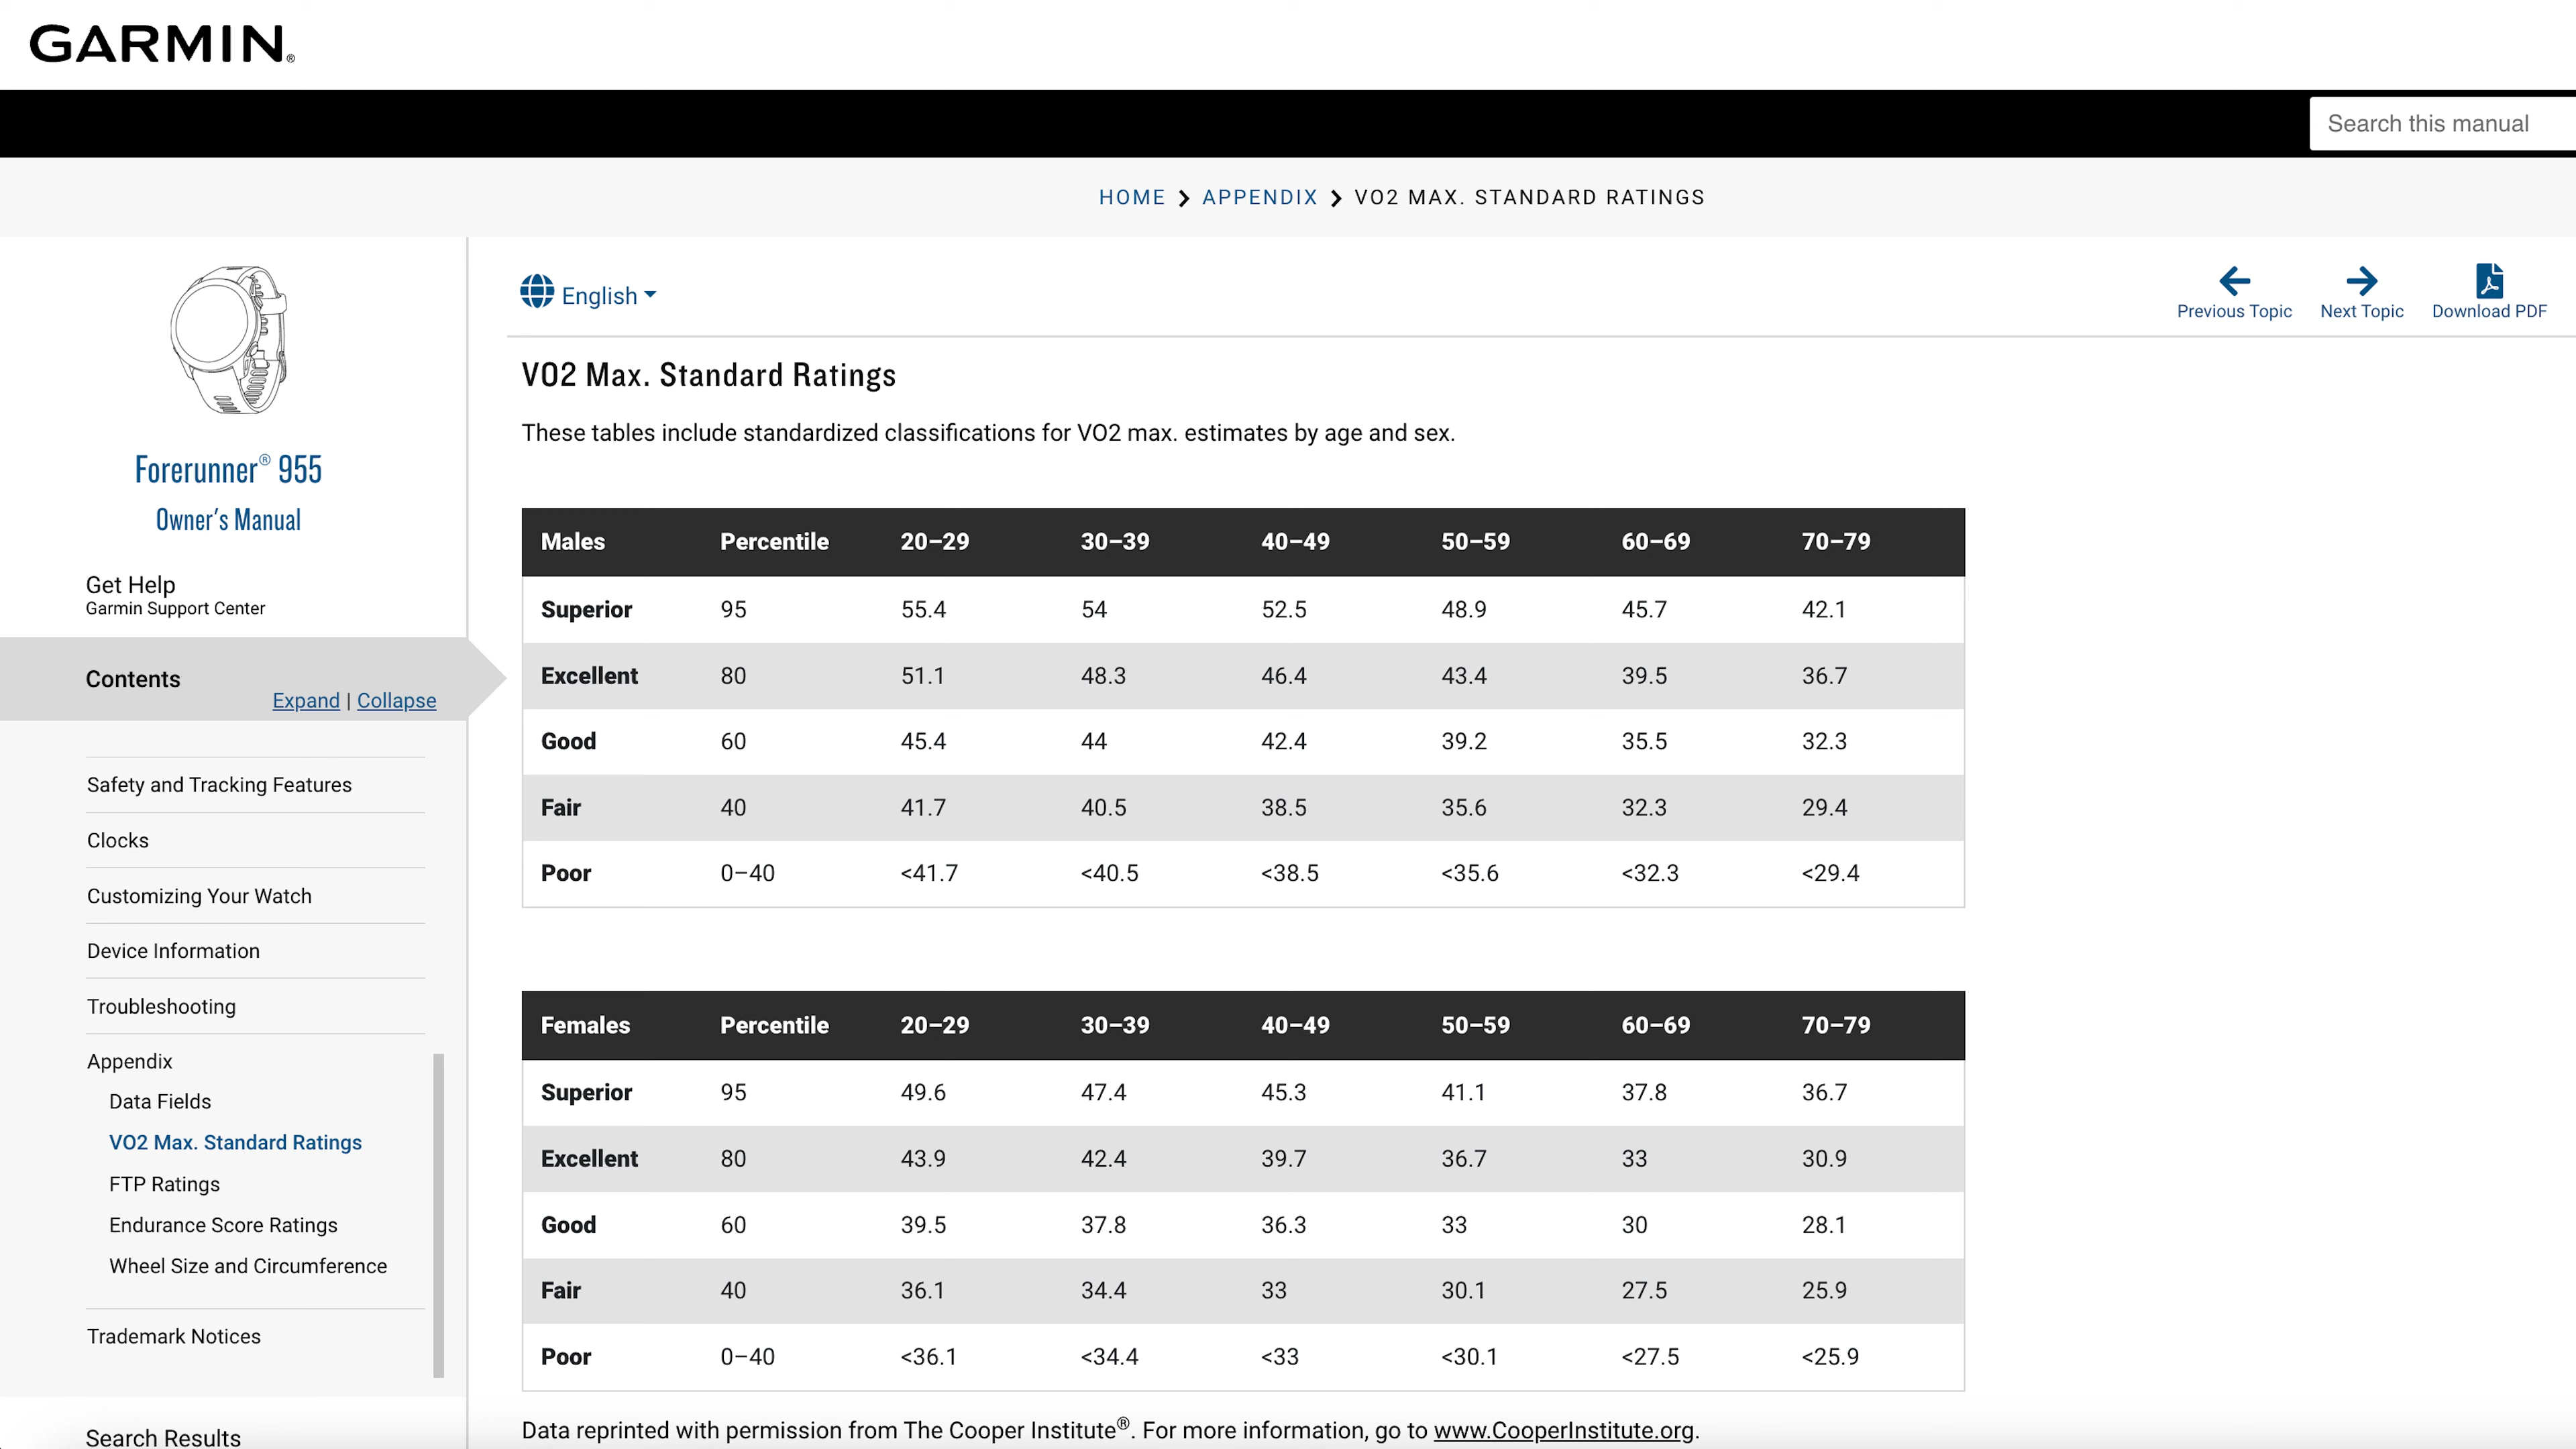 GARMIN®
Search this manual
HOME > APPENDIX > VO2 MAX. STANDARD RATINGS
Forerunner® 955
Owner's Manual
Get Help
Garmin Support Center
Contents
Expand | Collapse
Safety and Tracking Features
Clocks
Customizing Your Watch
Device Information
Troubleshooting
Appendix
Data Fields
VO2 Max. Standard Ratings
FTP Ratings
Endurance Score Ratings
Wheel Size and Circumference
Trademark Notices
Search Results
English
Previous Topic Next Topic Download PDF
VO2 Max. Standard Ratings
These tables include standardized classifications for VO2 max. estimates by age and sex.
Males Percentile 20–29 30–39 40–49 50–59 60–69 70–79
Superior 95 55.4 54 52.5 48.9 45.7 42.1
Excellent 80 51.1 48.3 46.4 43.4 39.5 36.7
Good 60 45.4 44 42.4 39.2 35.5 32.3
Fair 40 41.7 40.5 38.5 35.6 32.3 29.4
Poor 0–40 <41.7 <40.5 <38.5 <35.6 <32.3 <29.4
Females Percentile 20–29 30–39 40–49 50–59 60–69 70–79
Superior 95 49.6 47.4 45.3 41.1 37.8 36.7
Excellent 80 43.9 42.4 39.7 36.7 33 30.9
Good 60 39.5 37.8 36.3 33 30 28.1
Fair 40 36.1 34.4 33 30.1 27.5 25.9
Poor 0–40 <36.1 <34.4 <33 <30.1 <27.5 <25.9
Data reprinted with permission from The Cooper Institute®. For more information, go to www.CooperInstitute.org.